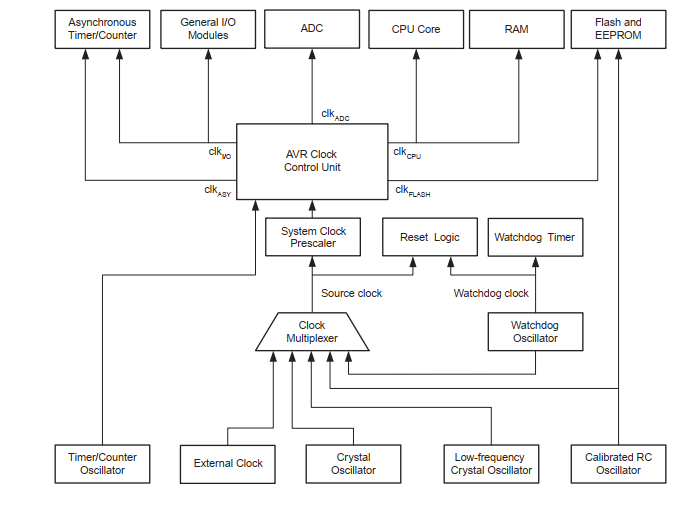 Asynchronous
Timer/Counter
General I/O
Modules
ADC
CPU Core
RAM
Flash and
EEPROM
clkADC
clkI/O
AVR Clock
Control Unit
clkCPU
clkASY
clkFLASH
System Clock
Prescaler
Reset Logic
Watchdog Timer
Source clock
Watchdog clock
Clock
Multiplexer
Watchdog
Oscillator
Timer/Counter
Oscillator
External Clock
Crystal
Oscillator
Low-frequency
Crystal Oscillator
Calibrated RC
Oscillator